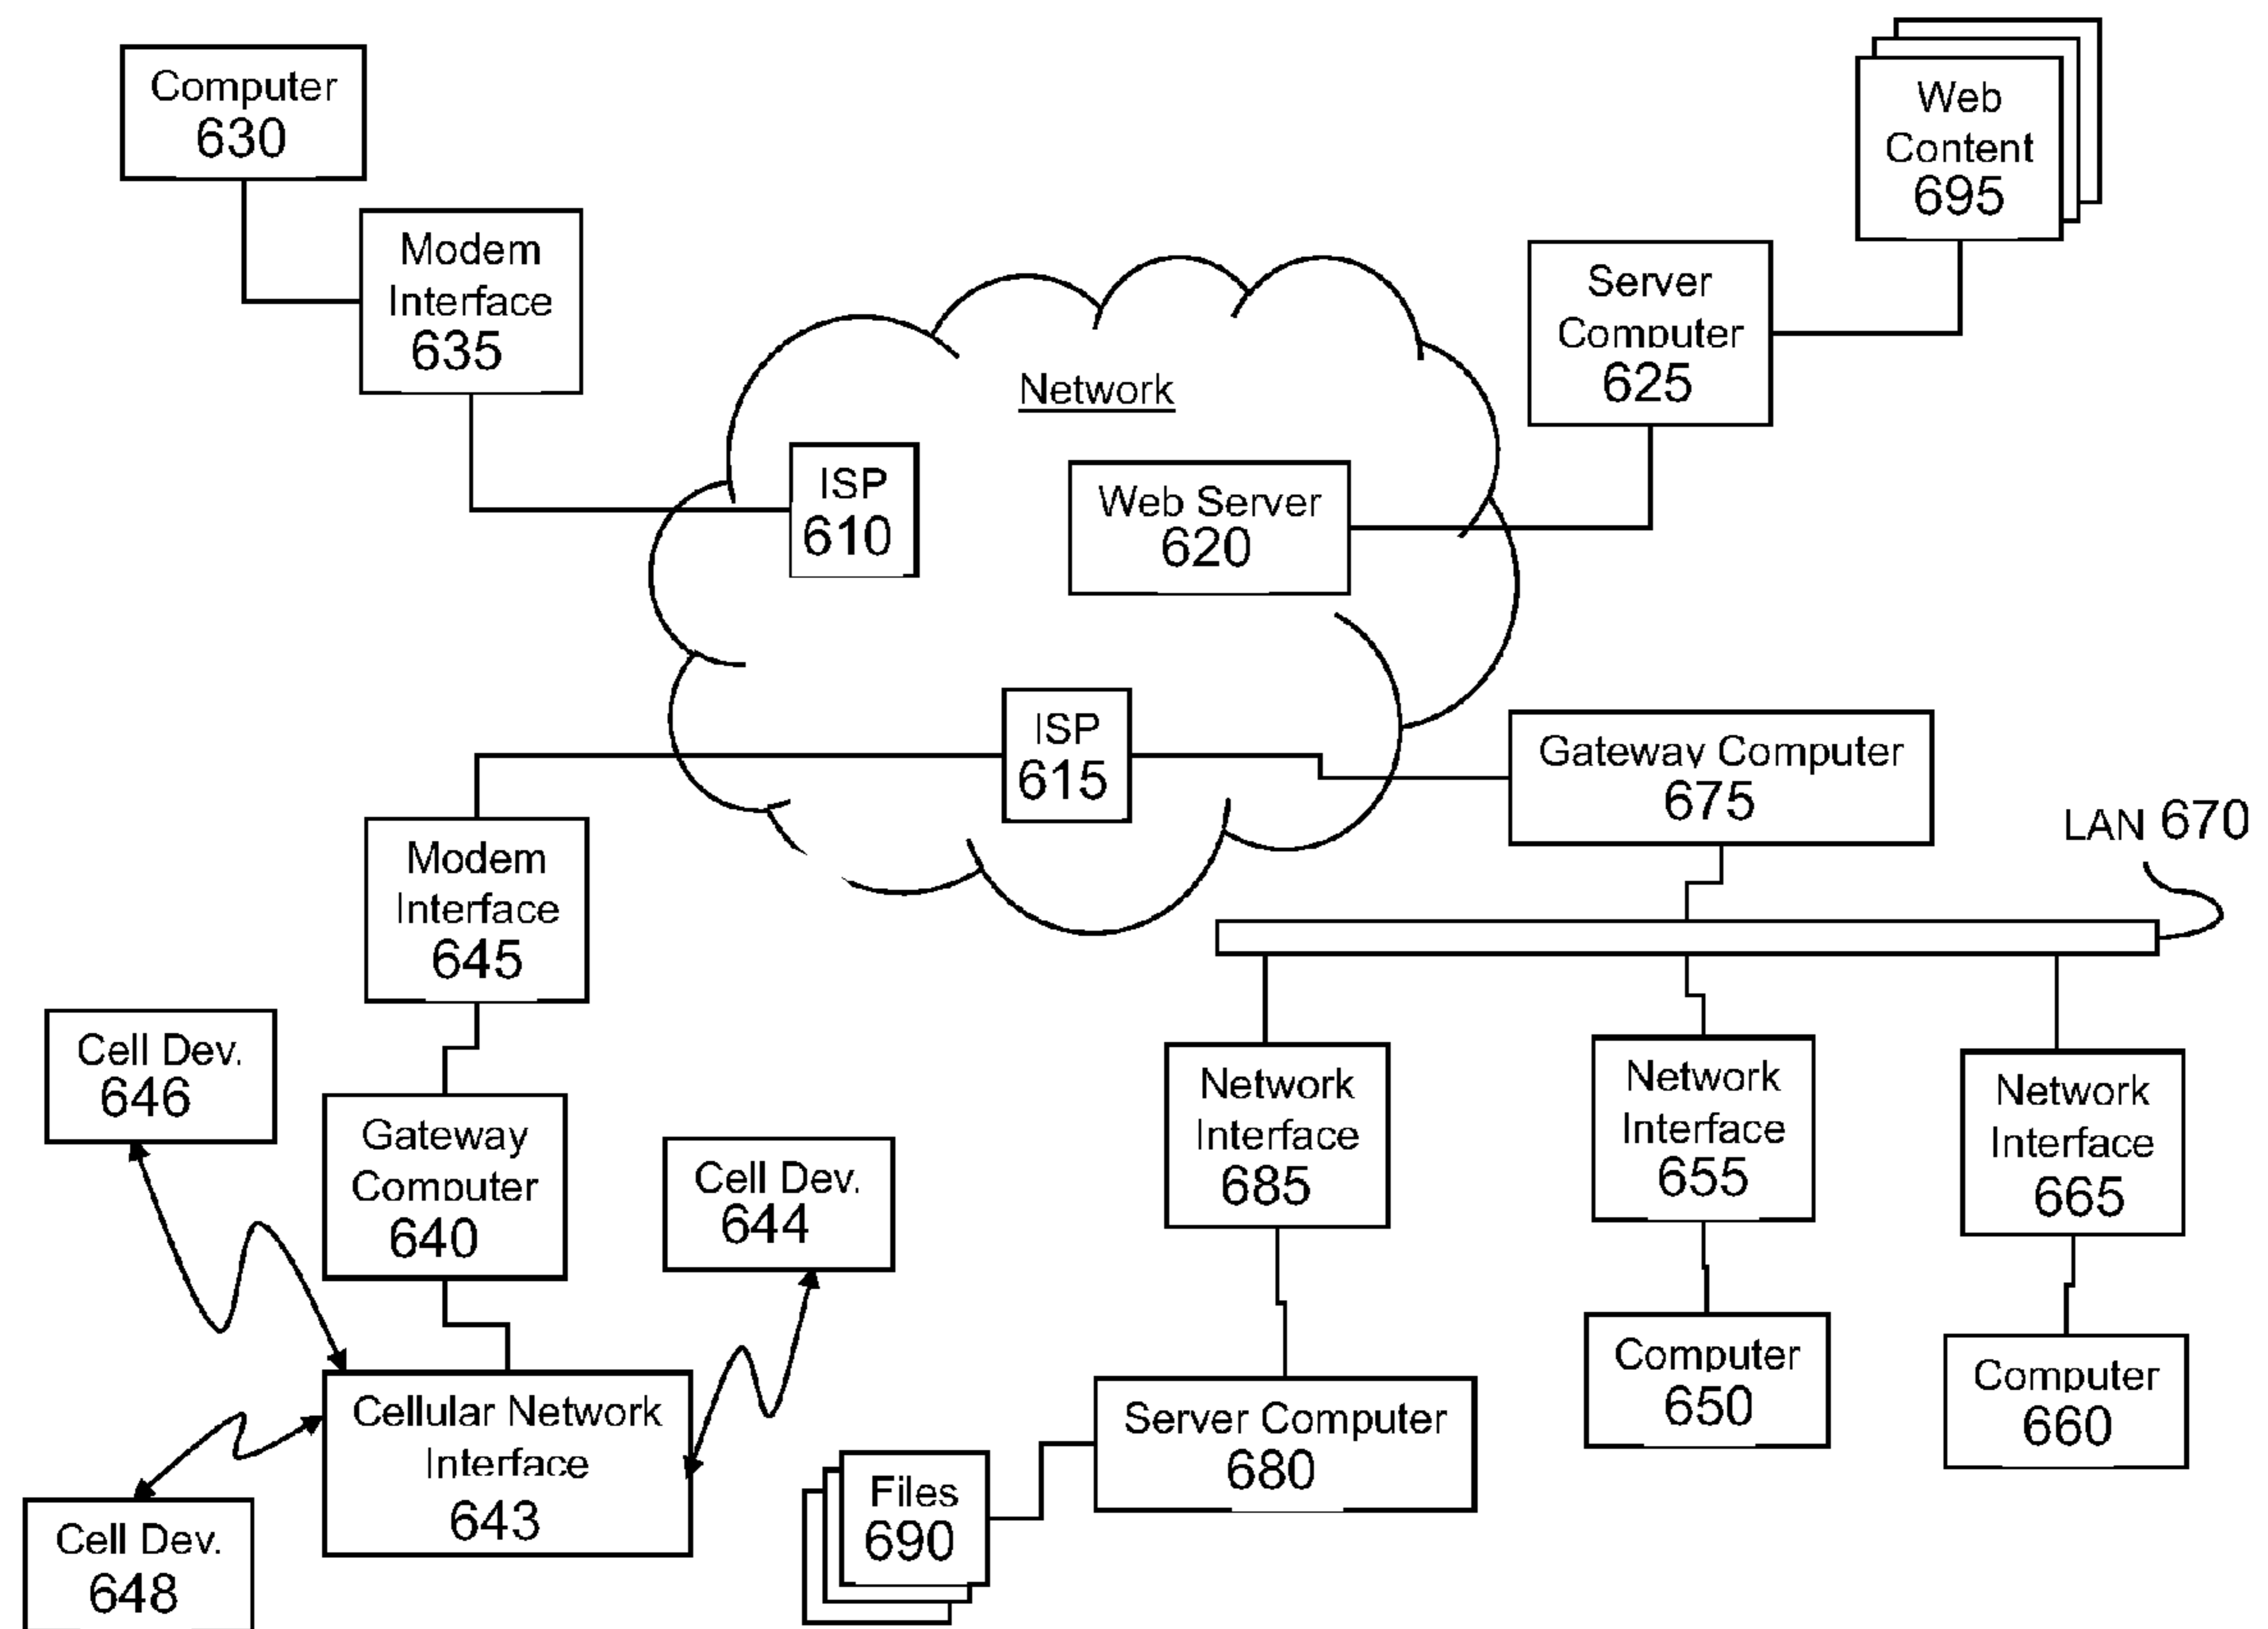 Computer
630
Modem
Interface
635
Web
Content
695
Server
Computer
625
Network
ISP
610
Web Server
620
ISP
615
Gateway Computer
675
LAN 670
Modem
Interface
645
Cell Dev.
646
Gateway
Computer
640
Cell Dev.
644
Network
Interface
685
Network
Interface
655
Network
Interface
665
Cellular Network
Interface
643
Cell Dev.
648
Files
690
Server Computer
680
Computer
650
Computer
660